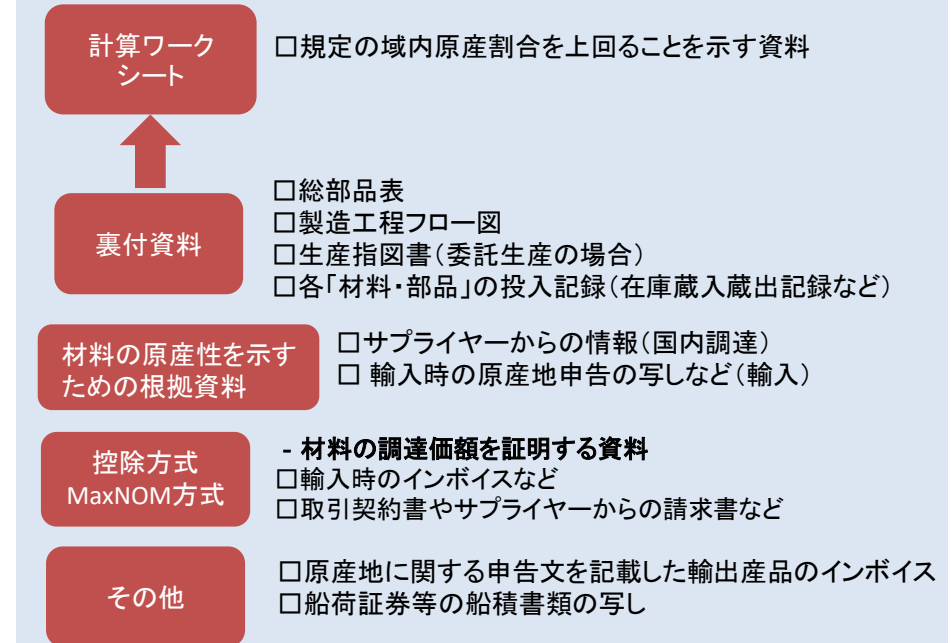 計算ワーク
シート
□規定の域内原産割合を上回ることを示す資料
裏付資料
□総部品表
□製造工程フロー図
□生産指図書(委託生産の場合)
□各「材料・部品」の投入記録(在庫蔵入蔵出記録など)
材料の原産性を示す
ための根拠資料
□サプライヤーからの情報(国内調達)
□ 輸入時の原産地申告の写しなど(輸入)
控除方式
MaxNOM方式
- 材料の調達価額を証明する資料
□輸入時のインボイスなど
□取引契約書やサプライヤーからの請求書など
その他
□原産地に関する申告文を記載した輸出産品のインボイス
□船荷証券等の船積書類の写し